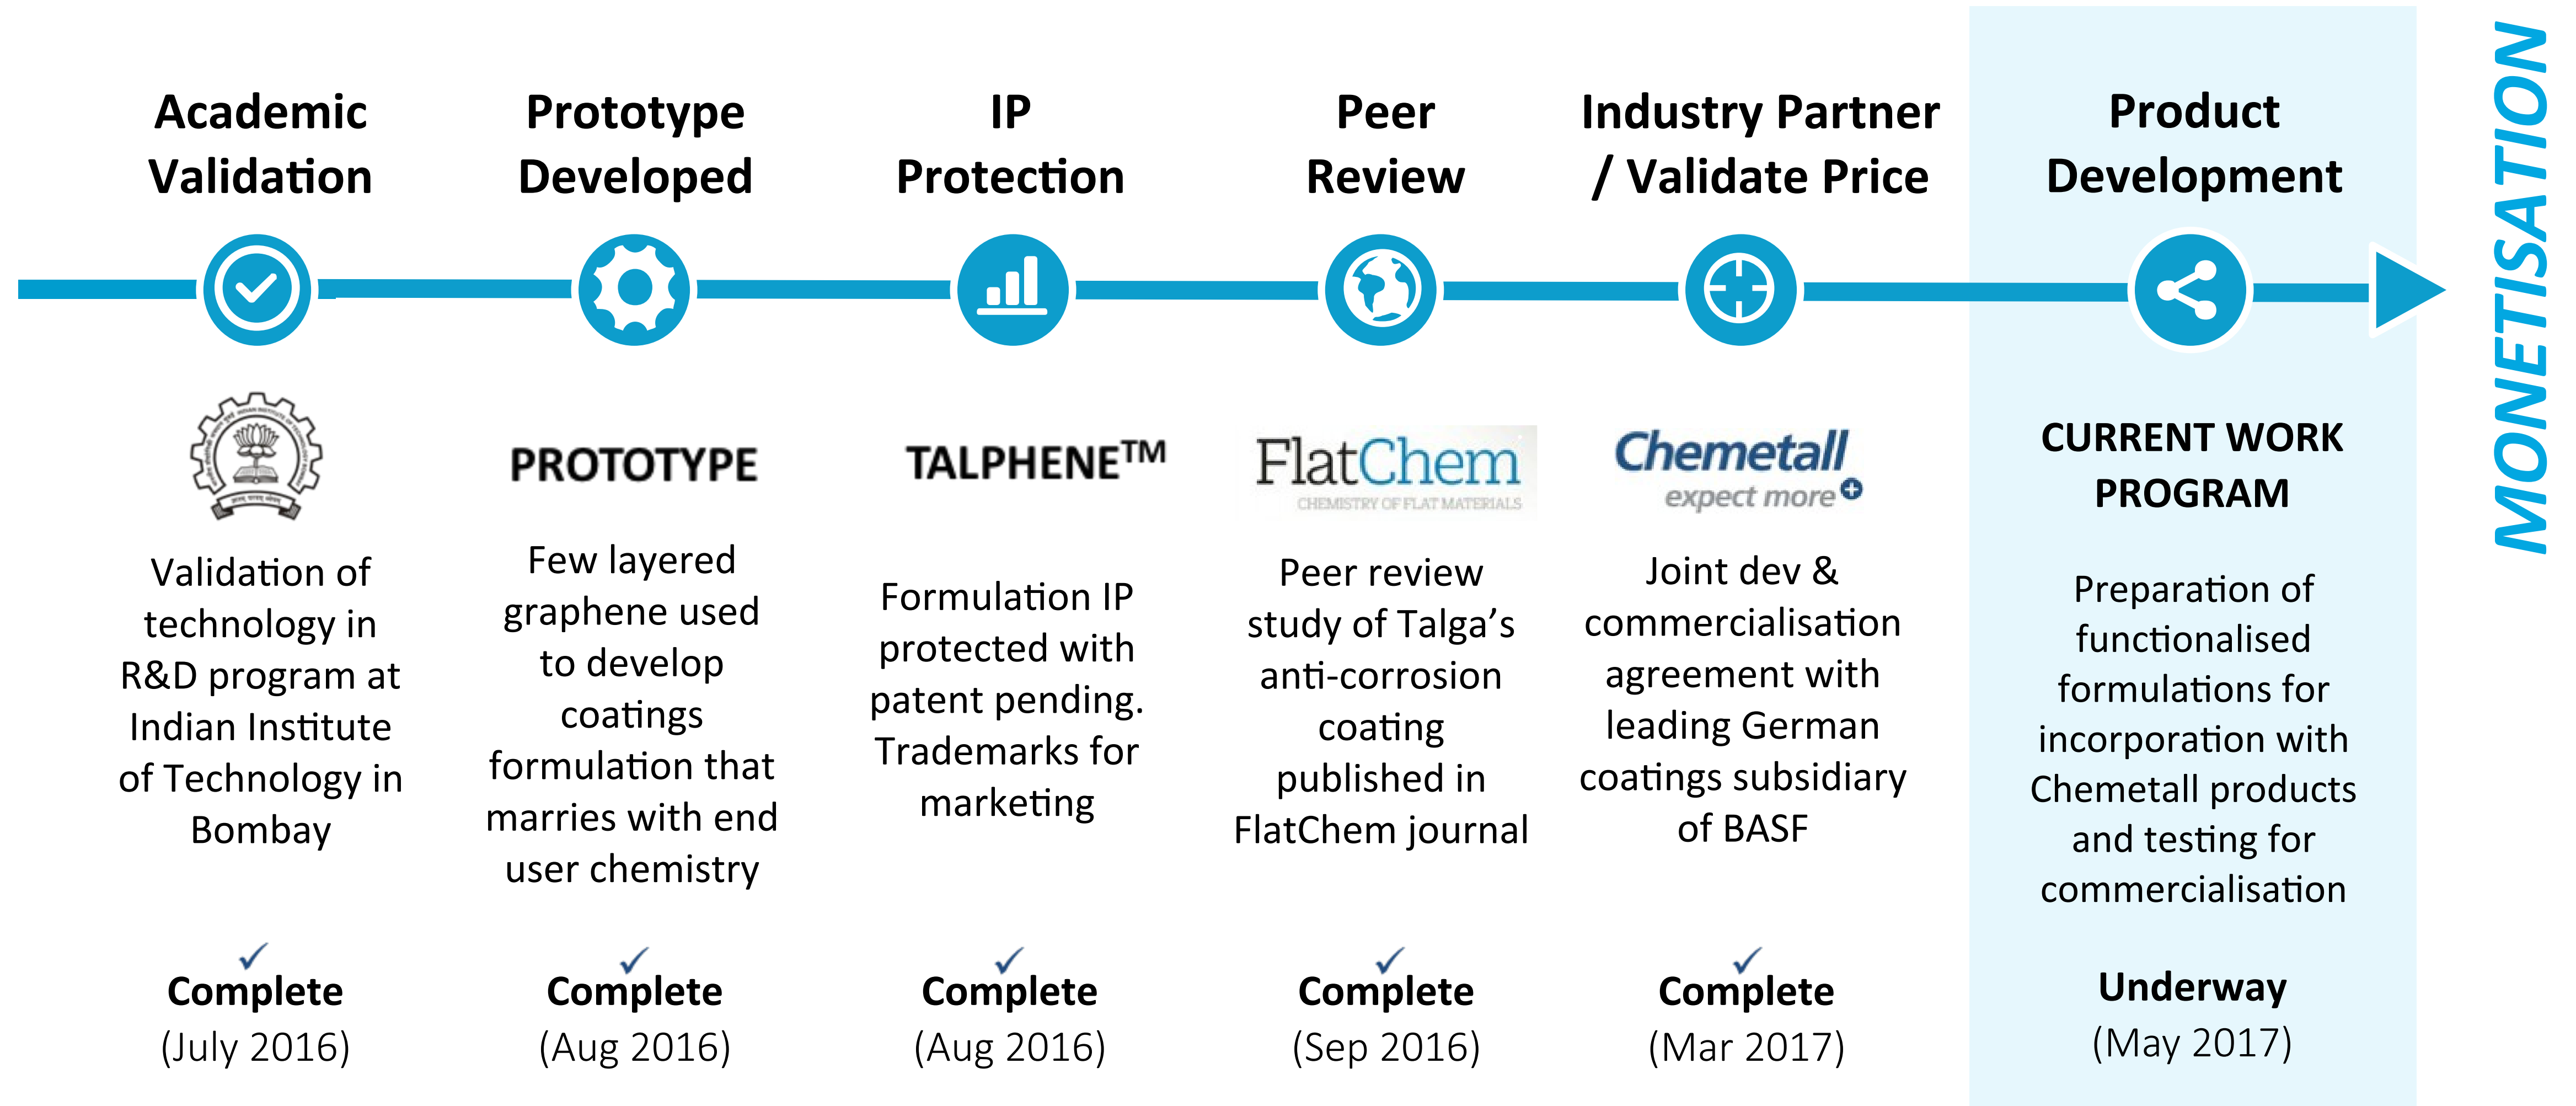 Academic
Validation
Prototype
Developed
IP
Protection
Peer
Review
Industry Partner
/ Validate Price
Product
Development
MONETISATION
Validation of
technology in
R&D program at
Indian Institute
of Technology in
Bombay
Complete
(July 2016)
PROTOTYPE
Few layered
graphene used
to develop
coatings
formulation that
marries with end
user chemistry
Complete
(Aug 2016)
TALPHENE™
Formulation IP
protected with
patent pending.
Trademarks for
marketing
Complete
(Aug 2016)
FlatChem
CHEMISTRY OF FLAT MATERIALS
Peer review
study of Talga’s
anti-corrosion
coating
published in
FlatChem journal
Complete
(Sep 2016)
Chemetall
expect more
Joint dev &
commercialisation
agreement with
leading German
coatings subsidiary
of BASF
Complete
(Mar 2017)
CURRENT WORK
PROGRAM
Preparation of
functionalised
formulations for
incorporation with
Chemetall products
and testing for
commercialisation
Underway
(May 2017)